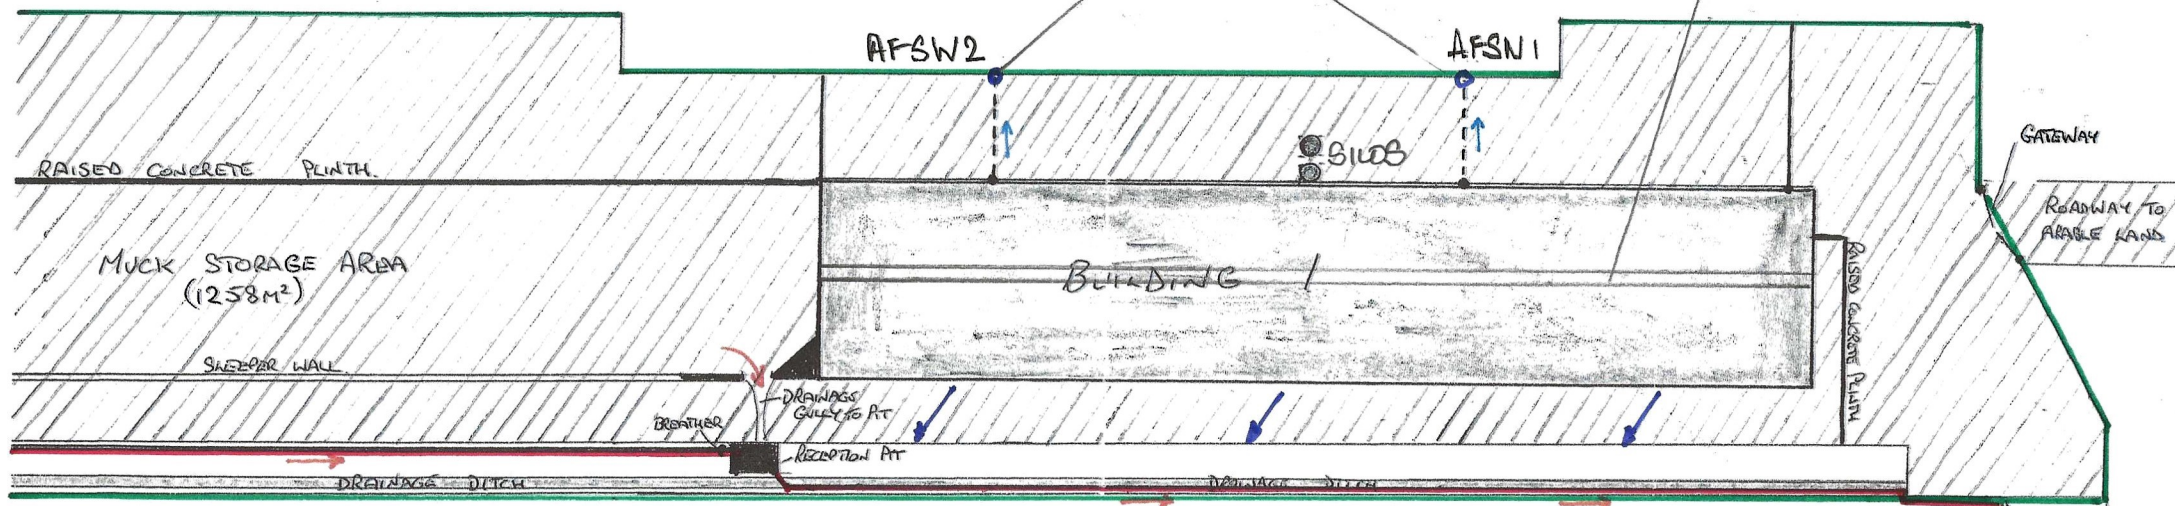 AFSW2
AFSW1
GATEWAY
SILOS
RAISED CONCRETE PLINTH.
ROADWAY TO
ARABLE LAND
MUCK STORAGE AREA
(1258M²)
BUILDING 1
RAISED CONCRETE PLINTH
SLEEPER WALL
DRAINAGE
GULLY TO PIT
BREATHER
RECEPTION PIT
DRAINAGE DITCH
DRAINAGE DITCH